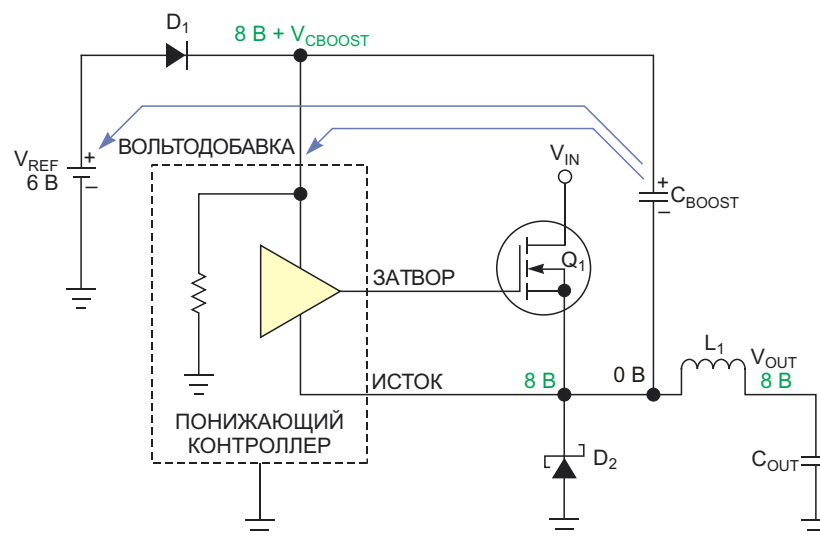 D1
8 В + VCBOOST
ВОЛЬТОДОБАВКА
VREF
6 В
+
–
VIN
+
–
CBOOST
Q1
ЗАТВОР
L1
VOUT
8 В
ИСТОК
8 В
0 В
ПОНИЖАЮЩИЙ
КОНТРОЛЛЕР
D2
COUT